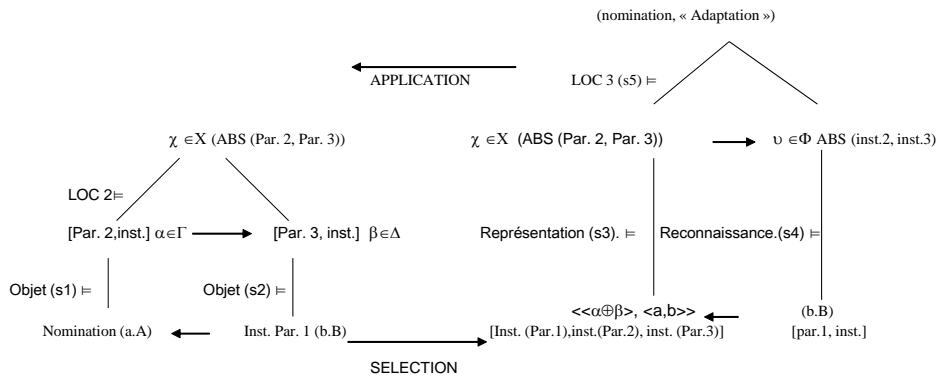 (nomination, « Adaptation »)
APPLICATION
LOC 3 (s5) ⊨
χ ∈X (ABS (Par. 2, Par. 3))
χ ∈X (ABS (Par. 2, Par. 3))
υ ∈Φ ABS (inst.2, inst.3)
LOC 2⊨
[Par. 2,inst.] α∈Γ
[Par. 3, inst.] β∈Δ
Représentation (s3). ⊨
Reconnaissance.(s4) ⊨
Objet (s1) ⊨
Objet (s2) ⊨
Nomination (a.A)
Inst. Par. 1 (b.B)
<<α⊕β>, <a,b>>
[Inst. (Par.1),inst.(Par.2), inst. (Par.3)]
(b.B)
[par.1, inst.]
SELECTION